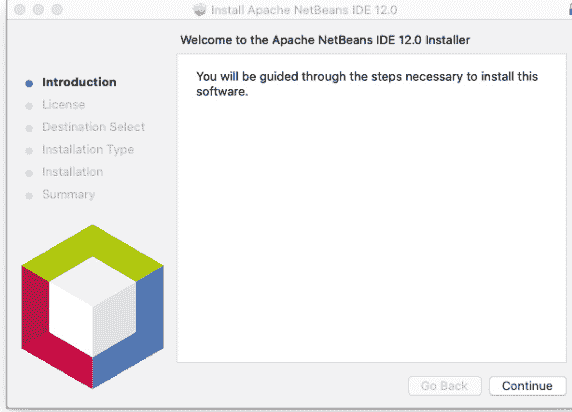 Install Apache NetBeans IDE 12.0
Welcome to the Apache NetBeans IDE 12.0 Installer
Introduction
License
Destination Select
Installation Type
Installation
Summary
You will be guided through the steps necessary to install this
software.
Go Back
Continue